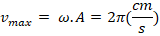 v_max = ω.A = 2π(cm/s)